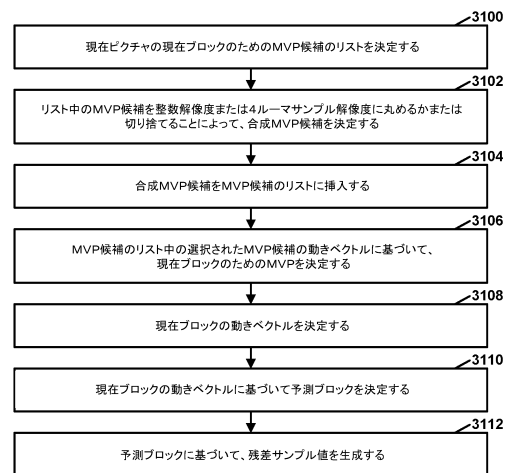 3100
現在ピクチャの現在ブロックのためのMVP候補のリストを決定する
3102
リスト中のMVP候補を整数解像度または4ルーマサンプル解像度に丸めるかまたは
切り捨てることによって、合成MVP候補を決定する
3104
合成MVP候補をMVP候補のリストに挿入する
3106
MVP候補のリスト中の選択されたMVP候補の動きベクトルに基づいて、
現在ブロックのためのMVPを決定する
3108
現在ブロックの動きベクトルを決定する
3110
現在ブロックの動きベクトルに基づいて予測ブロックを決定する
3112
予測ブロックに基づいて、残差サンプル値を生成する